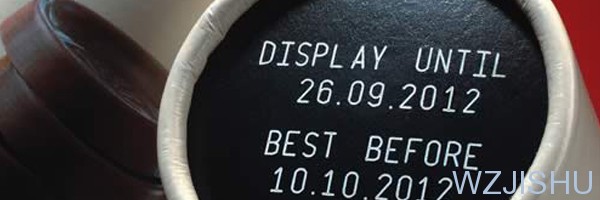 DISPLAY UNTIL
26.09.2012
BEST BEFORE
10.10.2012
WZJISHU